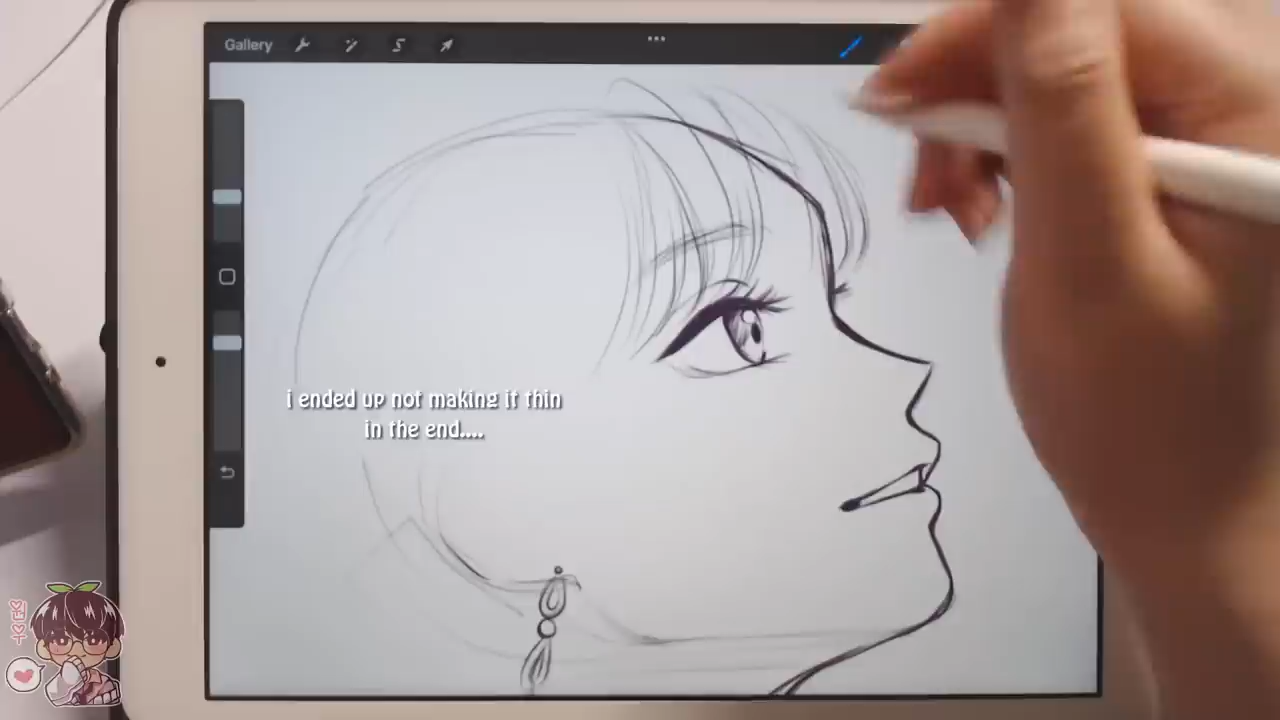 Gallery
i ended up not making it thin
in the end....